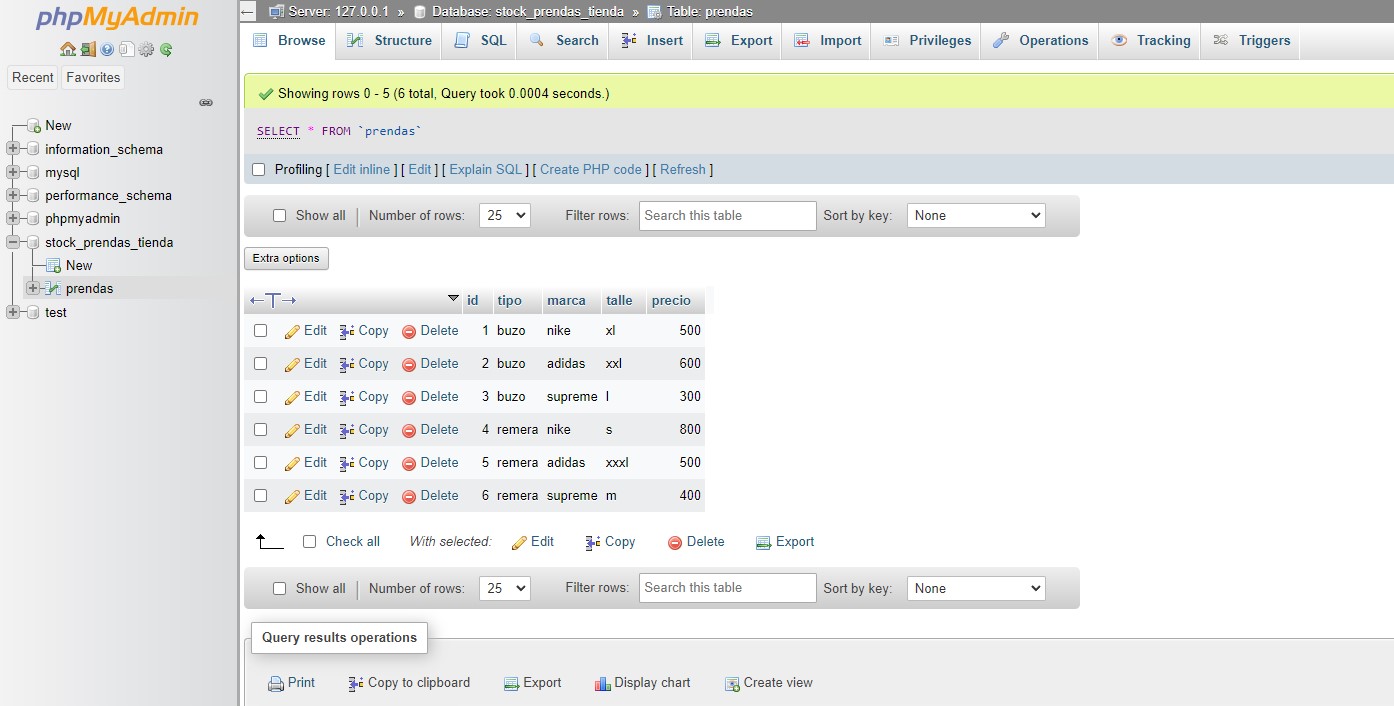 phpMyAdmin
Recent Favorites
New
information_schema
mysql
performance_schema
phpmyadmin
stock_prendas_tienda
New
prendas
test
Server: 127.0.0.1 » Database: stock_prendas_tienda » Table: prendas
Browse Structure SQL Search Insert Export Import Privileges Operations Tracking Triggers
Showing rows 0 - 5 (6 total, Query took 0.0004 seconds.)
SELECT * FROM `prendas`
Profiling [ Edit inline ] [ Edit ] [ Explain SQL ] [ Create PHP code ] [ Refresh ]
Show all Number of rows: 25 Filter rows: Search this table Sort by key: None
Extra options
←T→ id tipo marca talle precio
Edit Copy Delete 1 buzo nike xl 500
Edit Copy Delete 2 buzo adidas xxl 600
Edit Copy Delete 3 buzo supreme l 300
Edit Copy Delete 4 remera nike s 800
Edit Copy Delete 5 remera adidas xxxl 500
Edit Copy Delete 6 remera supreme m 400
Check all With selected: Edit Copy Delete Export
Show all Number of rows: 25 Filter rows: Search this table Sort by key: None
Query results operations
Print Copy to clipboard Export Display chart Create view